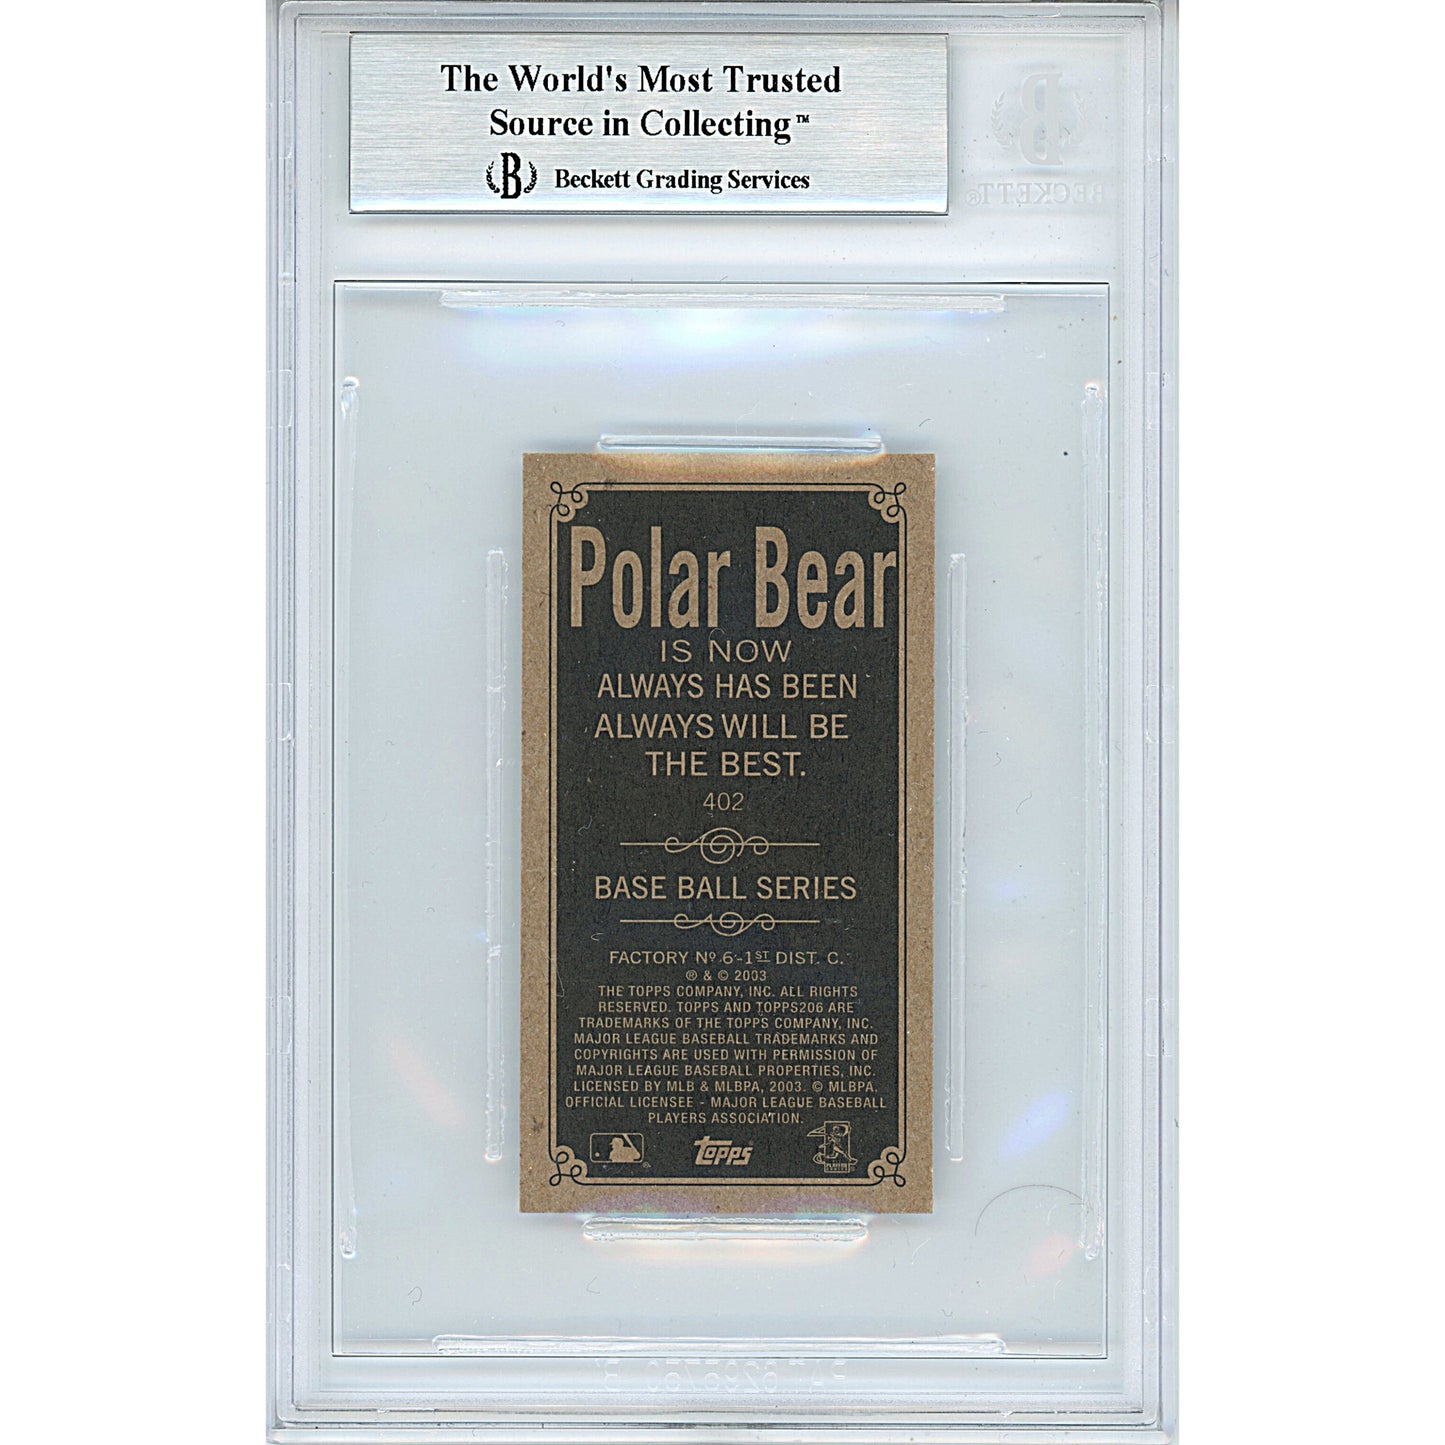 The World's Most Trusted
Source in Collecting™
B Beckett Grading Services
BECKETT®
Polar Bear
IS NOW
ALWAYS HAS BEEN
ALWAYS WILL BE
THE BEST.
402
BASE BALL SERIES
FACTORY Nº 6-1ST DIST. C.
® & © 2003
THE TOPPS COMPANY, INC. ALL RIGHTS
RESERVED. TOPPS AND TOPPS206 ARE
TRADEMARKS OF THE TOPPS COMPANY, INC.
MAJOR LEAGUE BASEBALL TRADEMARKS AND
COPYRIGHTS ARE USED WITH PERMISSION OF
MAJOR LEAGUE BASEBALL PROPERTIES, INC.
LICENSED BY MLB & MLBPA, 2003. © MLBPA.
OFFICIAL LICENSEE - MAJOR LEAGUE BASEBALL
PLAYERS ASSOCIATION.
topps